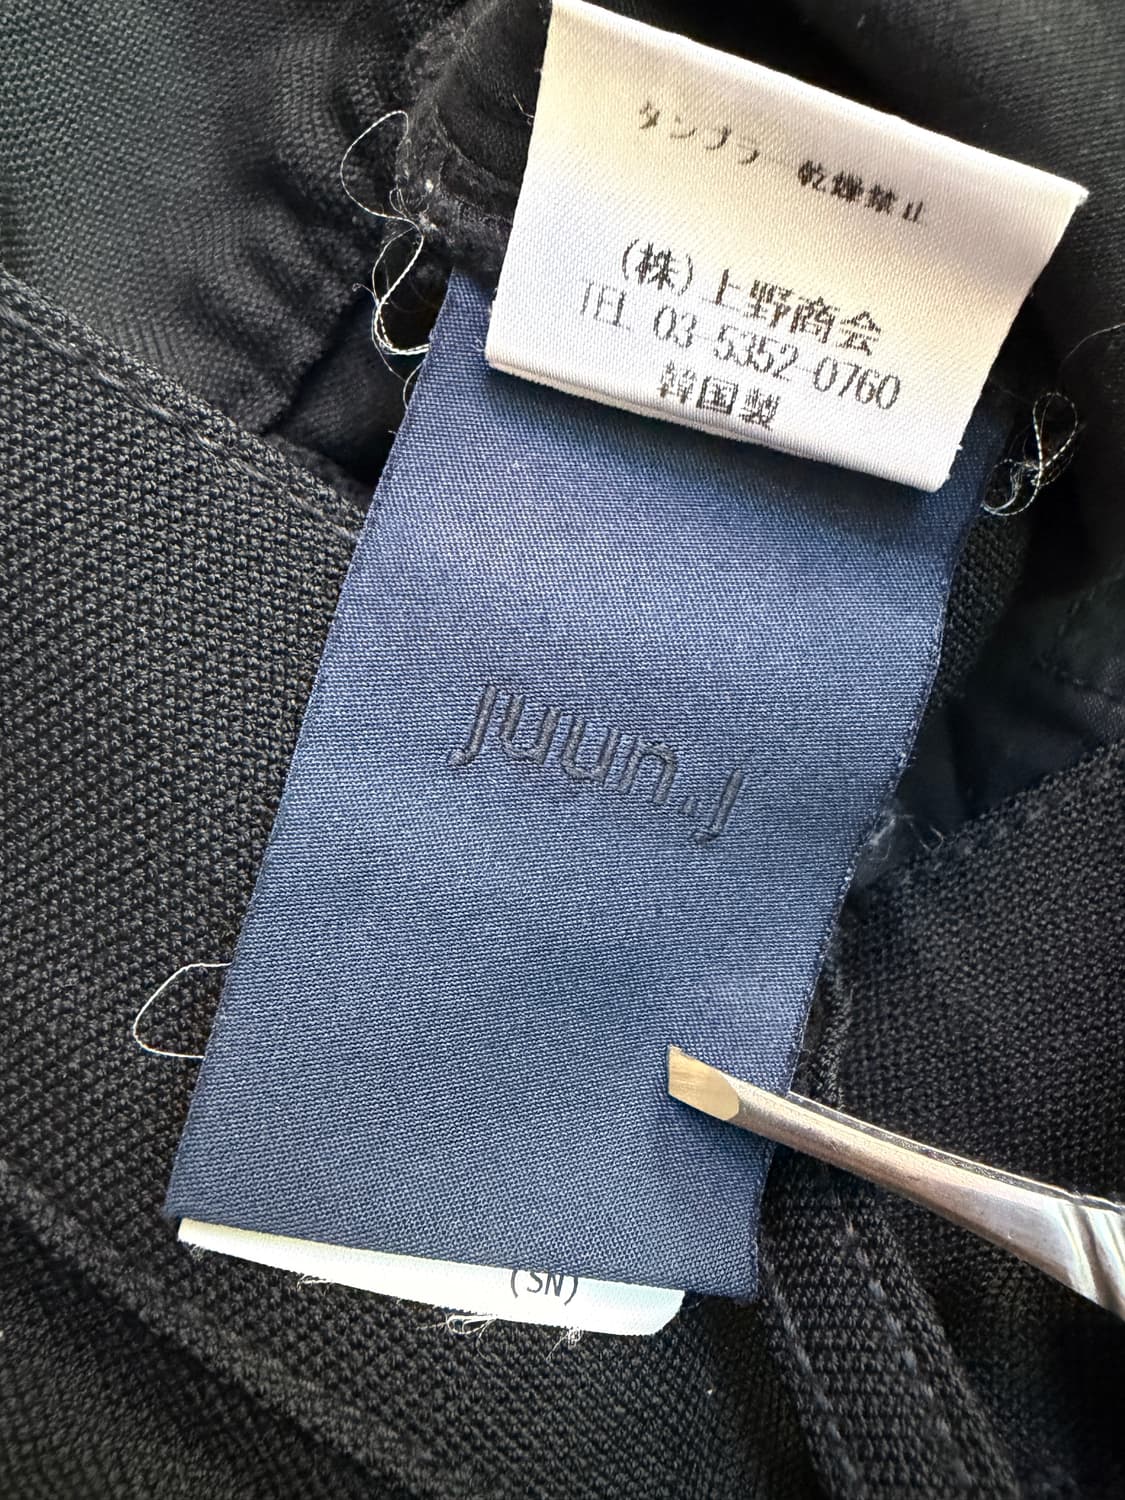 タンブラー乾燥禁止
(株)上野商会
TEL 03-5352-0760
韓国製
juun.j
(SN)